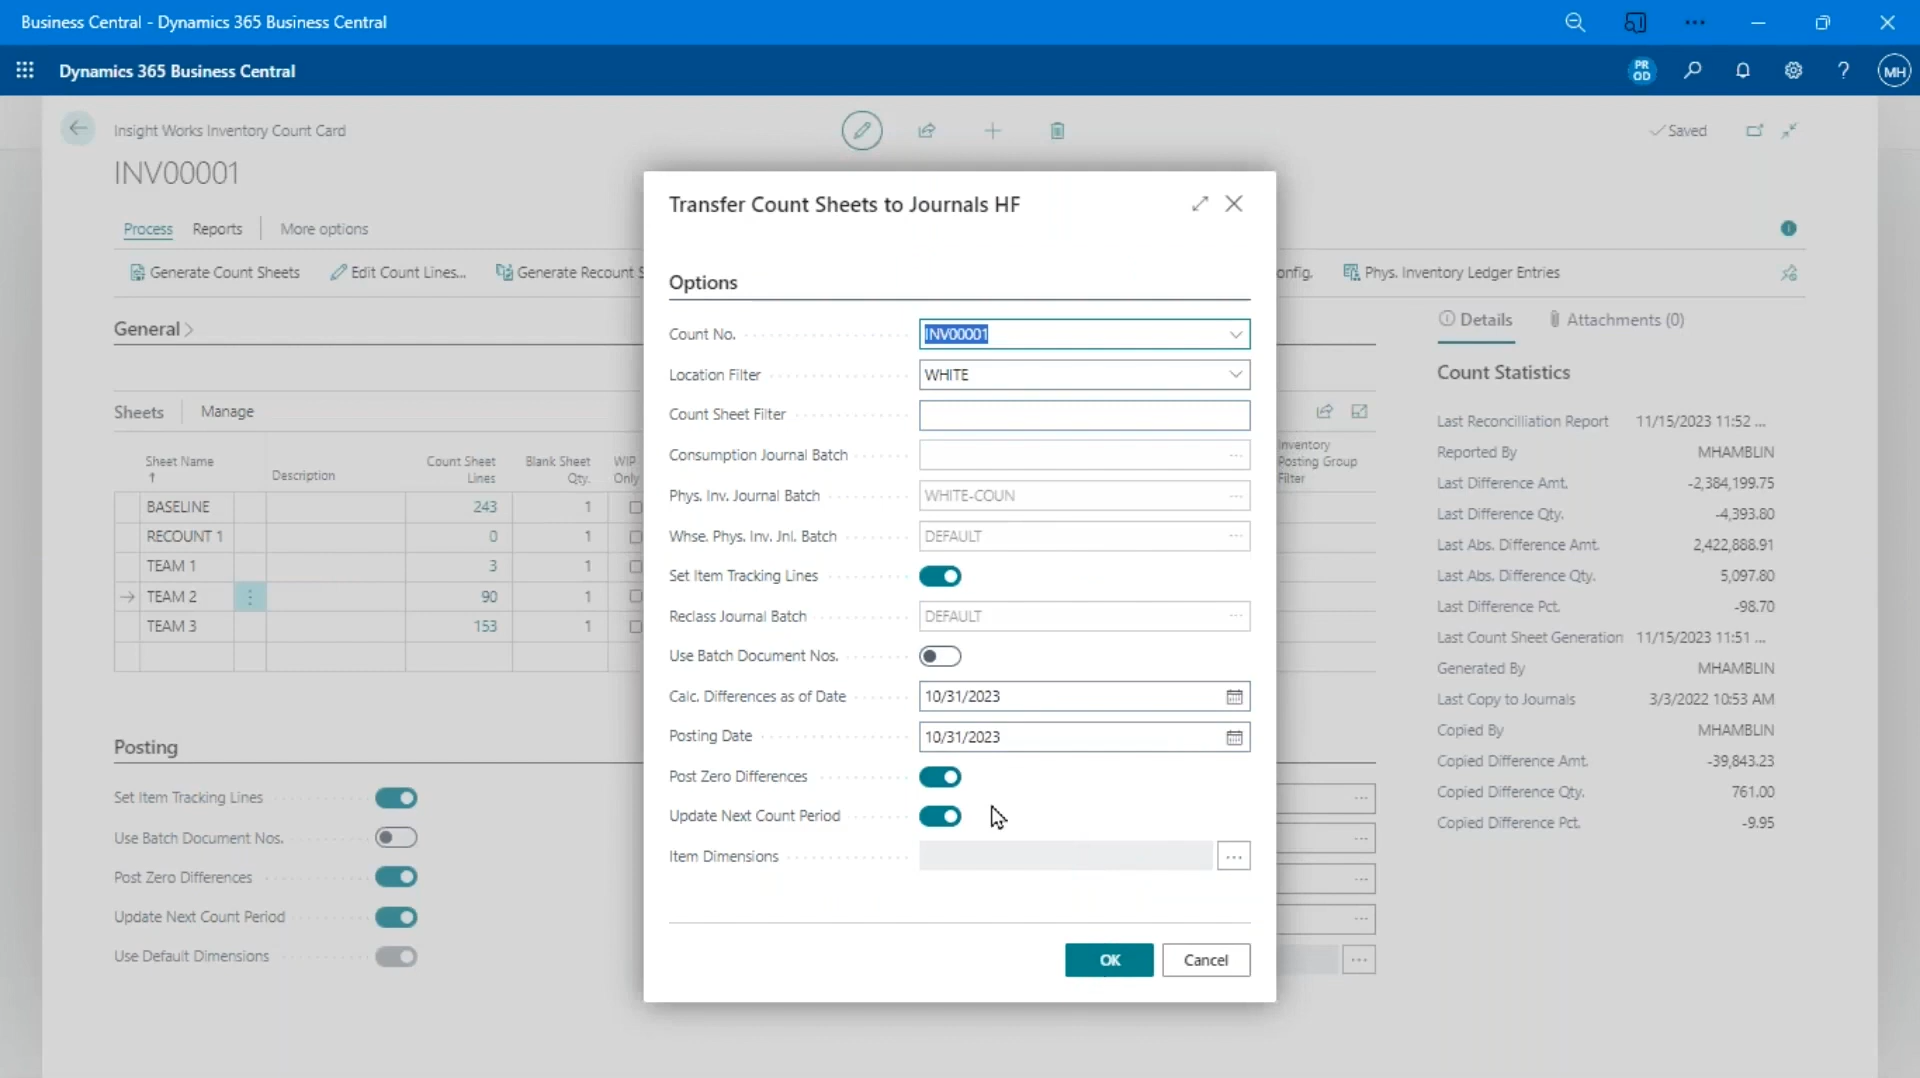 Business Central - Dynamics 365 Business Central
Dynamics 365 Business Central
PR
OD
?
MH
Insight Works Inventory Count Card
Saved
INV00001
Process Reports More options
Generate Count Sheets Edit Count Lines... Generate Recount S
onfig. Phys. Inventory Ledger Entries
General
Sheets Manage
Sheet Name
Description
Count Sheet
Lines
Blank Sheet
Qty.
WIP
Only
Inventory
Posting Group
Filter
BASELINE 243 1
RECOUNT 1 0 1
TEAM 1 3 1
TEAM 2 90 1
TEAM 3 153 1
Posting
Set Item Tracking Lines
Use Batch Document Nos.
Post Zero Differences
Update Next Count Period
Use Default Dimensions
Transfer Count Sheets to Journals HF
Options
Count No. INV00001
Location Filter WHITE
Count Sheet Filter
Consumption Journal Batch
Phys. Inv. Journal Batch WHITE-COUN
Whse. Phys. Inv. Jnl. Batch DEFAULT
Set Item Tracking Lines
Reclass Journal Batch DEFAULT
Use Batch Document Nos.
Calc. Differences as of Date 10/31/2023
Posting Date 10/31/2023
Post Zero Differences
Update Next Count Period
Item Dimensions
OK Cancel
Details Attachments (0)
Count Statistics
Last Reconcilliation Report 11/15/2023 11:52 ...
Reported By MHAMBLIN
Last Difference Amt. -2,384,199.75
Last Difference Qty. -4,393.80
Last Abs. Difference Amt. 2,422,888.91
Last Abs. Difference Qty. 5,097.80
Last Difference Pct. -98.70
Last Count Sheet Generation 11/15/2023 11:51 ...
Generated By MHAMBLIN
Last Copy to Journals 3/3/2022 10:53 AM
Copied By MHAMBLIN
Copied Difference Amt. -39,843.23
Copied Difference Qty. 761.00
Copied Difference Pct. -9.95